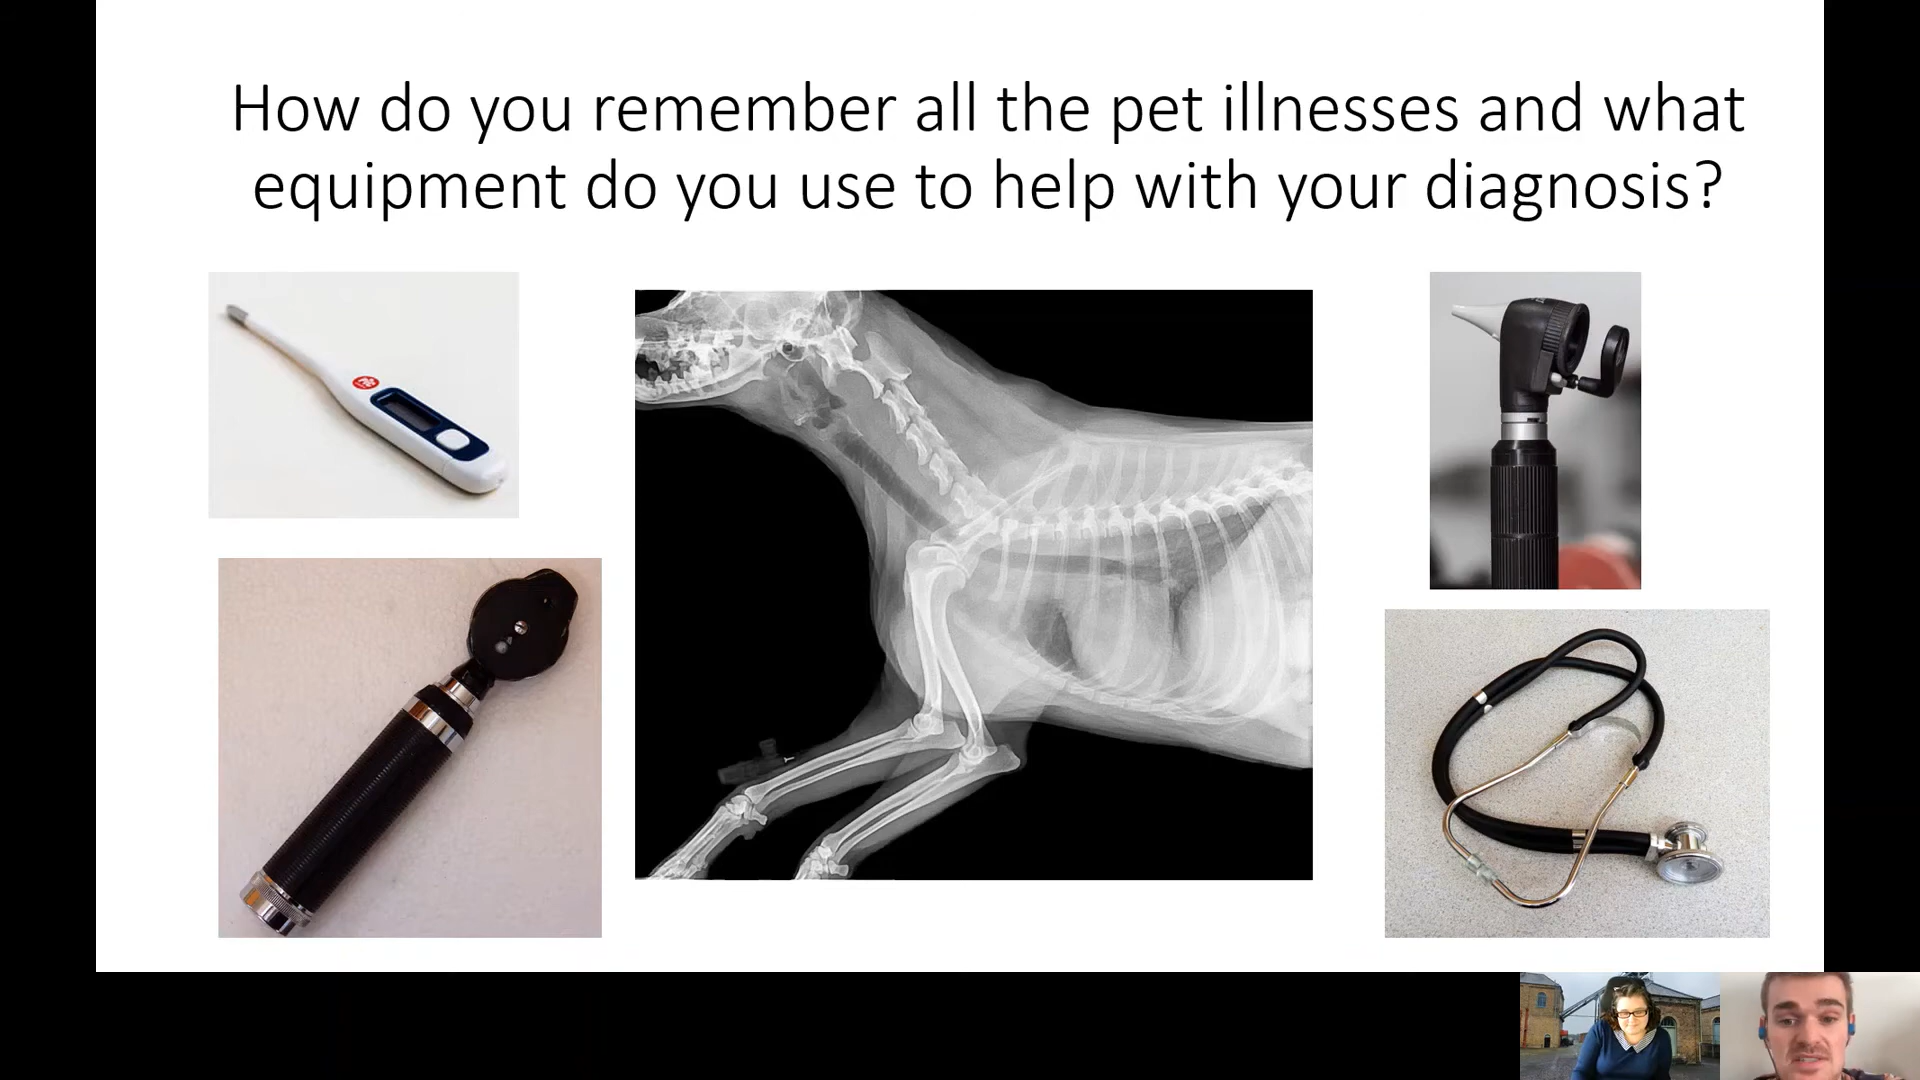 How do you remember all the pet illnesses and what
equipment do you use to help with your diagnosis?